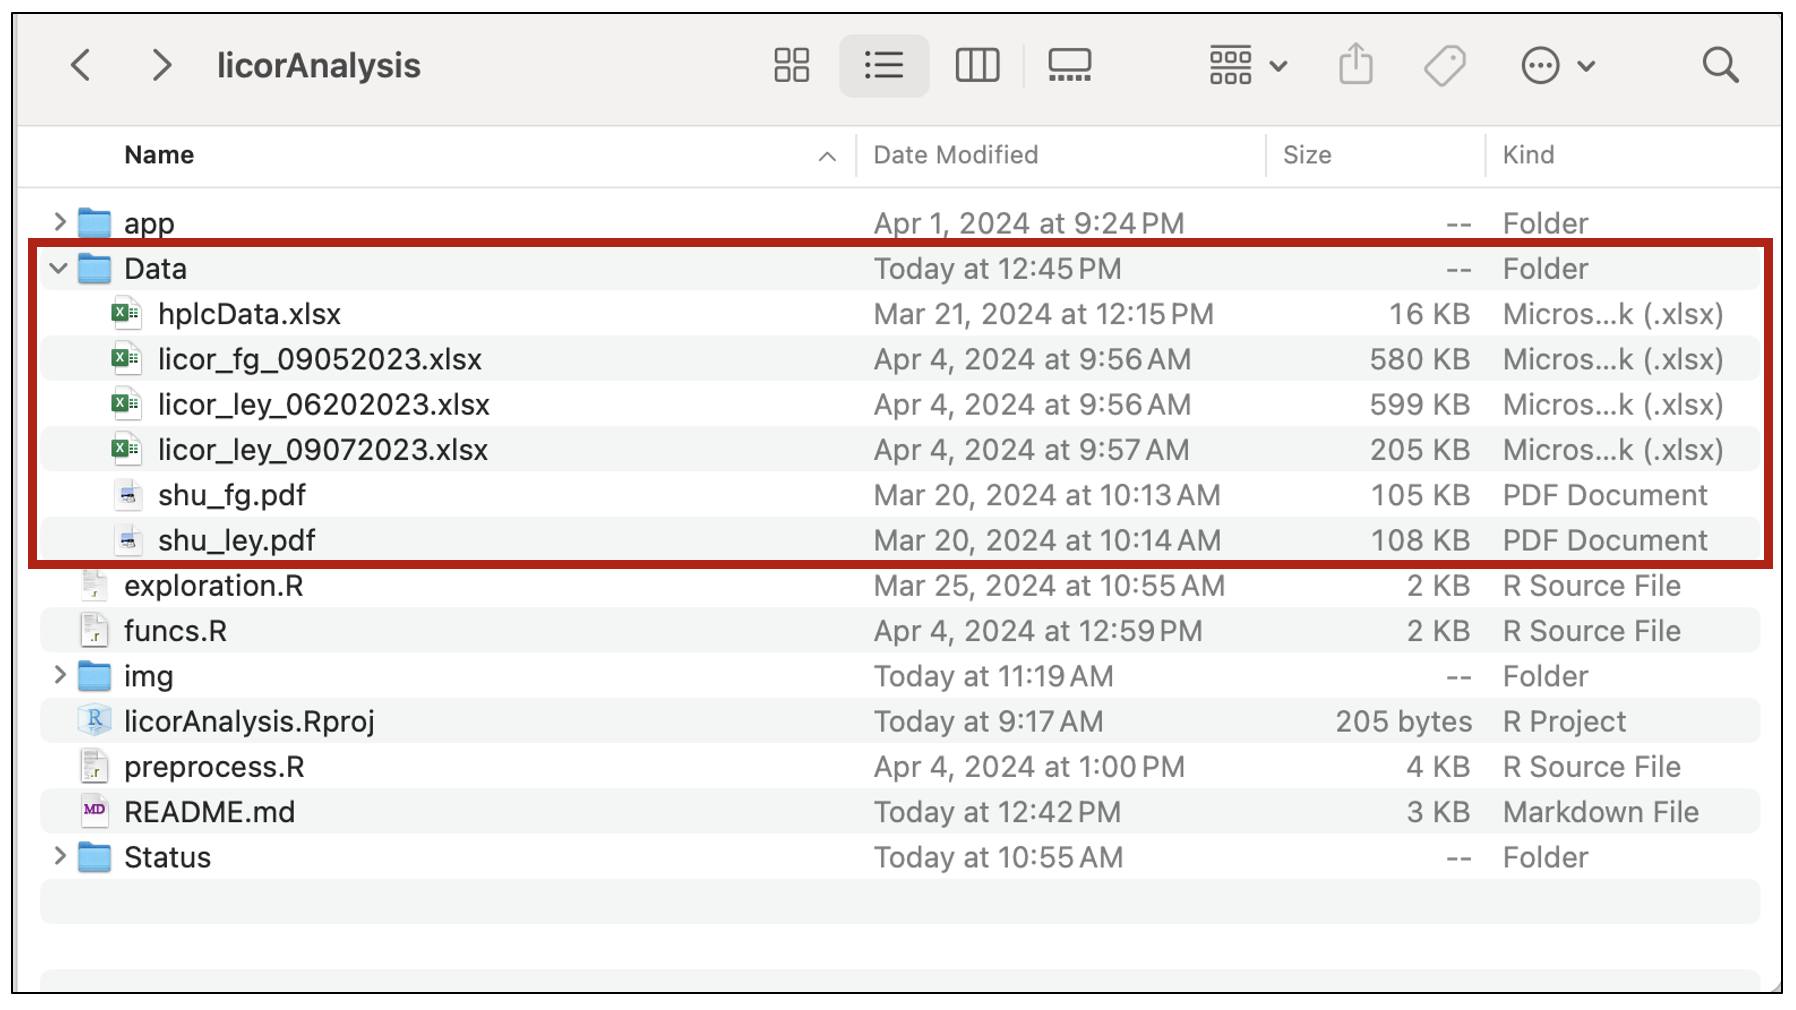 licorAnalysis
Name Date Modified Size Kind
app Apr 1, 2024 at 9:24 PM -- Folder
Data Today at 12:45 PM -- Folder
hplcData.xlsx Mar 21, 2024 at 12:15 PM 16 KB Micros...k (.xlsx)
licor_fg_09052023.xlsx Apr 4, 2024 at 9:56 AM 580 KB Micros...k (.xlsx)
licor_ley_06202023.xlsx Apr 4, 2024 at 9:56 AM 599 KB Micros...k (.xlsx)
licor_ley_09072023.xlsx Apr 4, 2024 at 9:57 AM 205 KB Micros...k (.xlsx)
shu_fg.pdf Mar 20, 2024 at 10:13 AM 105 KB PDF Document
shu_ley.pdf Mar 20, 2024 at 10:14 AM 108 KB PDF Document
exploration.R Mar 25, 2024 at 10:55 AM 2 KB R Source File
funcs.R Apr 4, 2024 at 12:59 PM 2 KB R Source File
img Today at 11:19 AM -- Folder
licorAnalysis.Rproj Today at 9:17 AM 205 bytes R Project
preprocess.R Apr 4, 2024 at 1:00 PM 4 KB R Source File
README.md Today at 12:42 PM 3 KB Markdown File
Status Today at 10:55 AM -- Folder